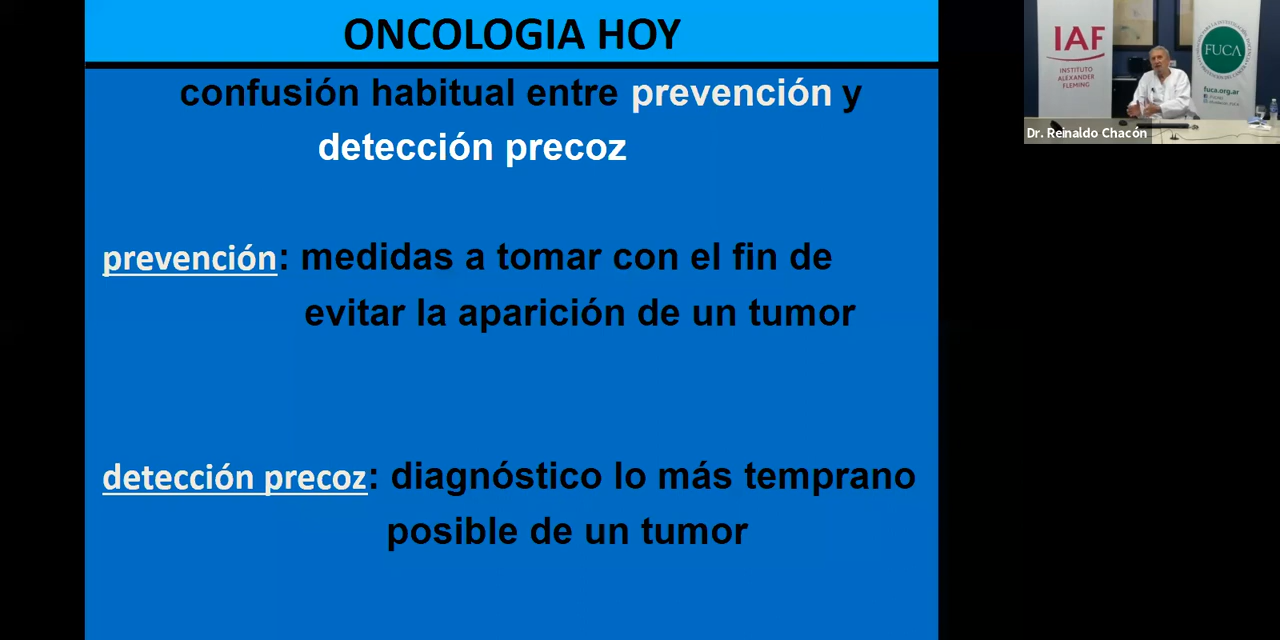 ONCOLOGIA HOY
confusión habitual entre prevención y
detección precoz
prevención: medidas a tomar con el fin de
evitar la aparición de un tumor
detección precoz: diagnóstico lo más temprano
posible de un tumor
IAF
INSTITUTO
ALEXANDER
FLEMING
FUCA
fuca.org.ar
Dr. Reinaldo Chacón